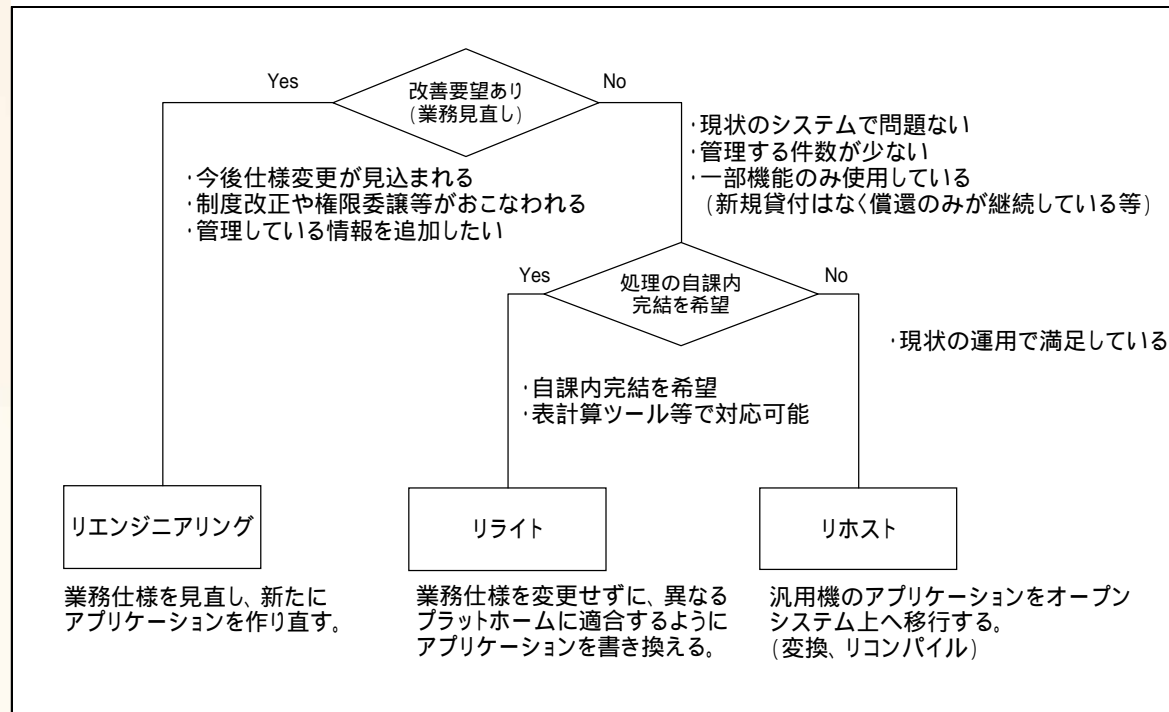 改善要望あり
(業務見直し)
Yes
No
・今後仕様変更が見込まれる
・制度改正や権限委譲等がおこなわれる
・管理している情報を追加したい
・現状のシステムで問題ない
・管理する件数が少ない
・一部機能のみ使用している
(新規貸付はなく償還のみが継続している等)
処理の自課内
完結を希望
Yes
No
・自課内完結を希望
・表計算ツール等で対応可能
・現状の運用で満足している
リエンジニアリング
業務仕様を見直し、新たに
アプリケーションを作り直す。
リライト
業務仕様を変更せずに、異なる
プラットホームに適合するように
アプリケーションを書き換える。
リホスト
汎用機のアプリケーションをオープン
システム上へ移行する。
(変換、リコンパイル)